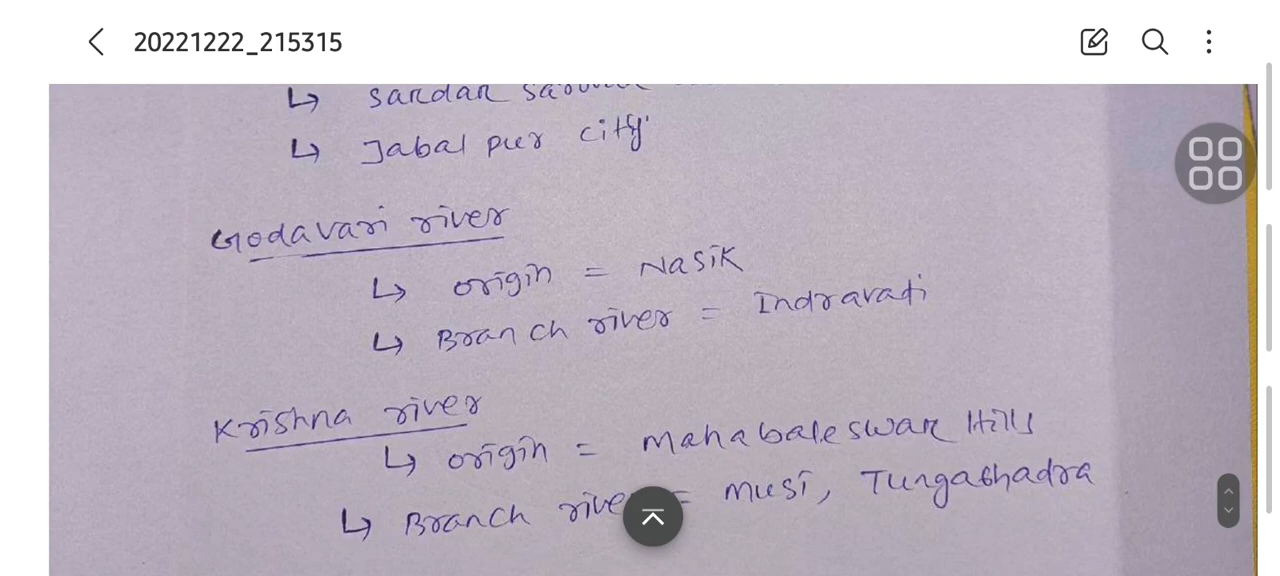 20221222_215315
↳ Sardar
↳ Jabal pur city
Godavari river
↳ origin = Nasik
↳ Branch river = Indravati
Krishna river
↳ origin = Mahabaleswar Hills
↳ Branch = Musi, Tungabhadra